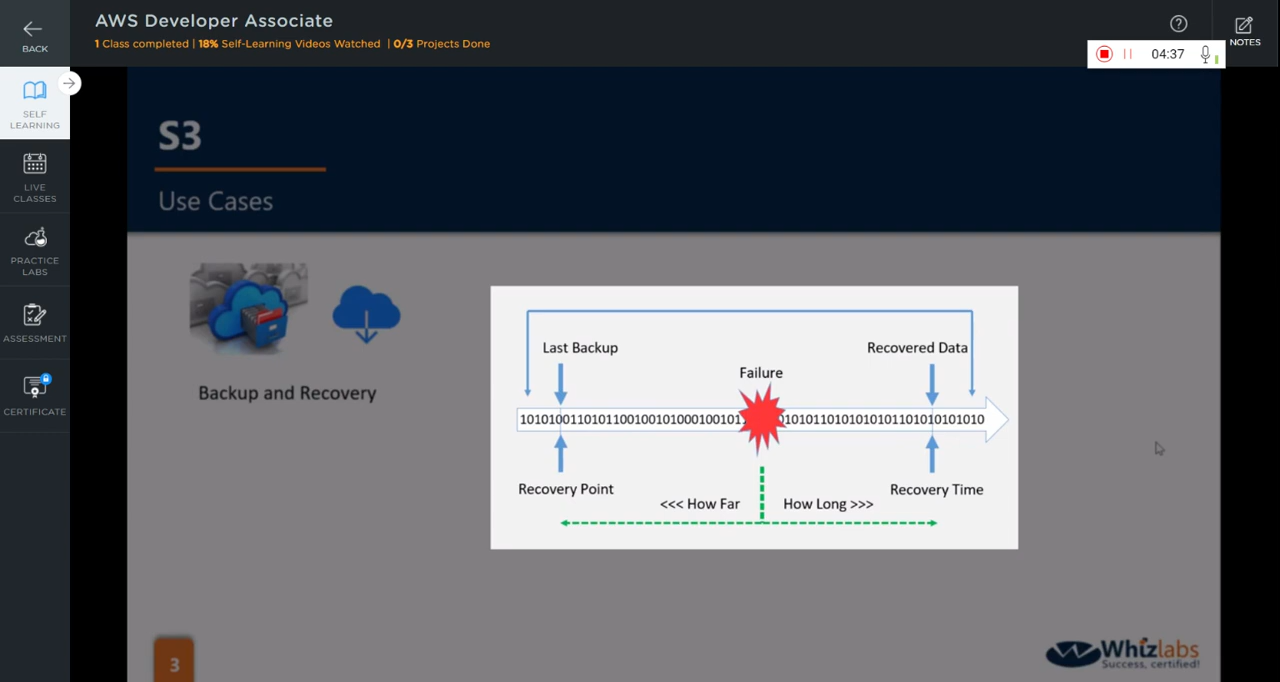 AWS Developer Associate
1 Class completed | 18% Self-Learning Videos Watched | 0/3 Projects Done
BACK
NOTES
04:37
SELF
LEARNING
LIVE
CLASSES
PRACTICE
LABS
ASSESSMENT
CERTIFICATE
S3
Use Cases
Backup and Recovery
Last Backup
Recovered Data
Failure
Recovery Point
Recovery Time
<<< How Far
How Long >>>
3
Whizlabs
Success, certified!